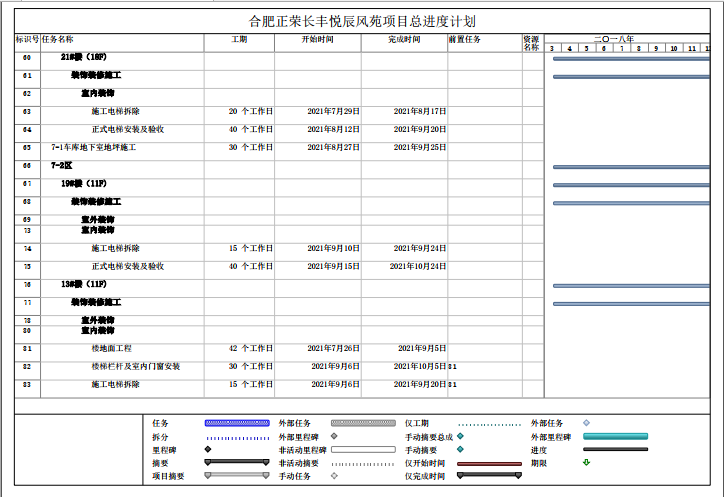 合肥正荣长丰悦辰风苑项目总进度计划
标识号 任务名称 工期 开始时间 完成时间 前置任务 资源名称 二〇一八年
3 4 5 6 7 8 9 10 11
60 21#楼（18F）
61 装饰装修施工
62 室内装饰
63 施工电梯拆除 20 个工作日 2021年7月29日 2021年8月17日
64 正式电梯安装及验收 40 个工作日 2021年8月12日 2021年9月20日
65 7-1车库地下室地坪施工 30 个工作日 2021年8月27日 2021年9月25日
66 7-2区
67 19#楼（11F）
68 装饰装修施工
69 室外装饰
73 室内装饰
74 施工电梯拆除 15 个工作日 2021年9月10日 2021年9月24日
75 正式电梯安装及验收 40 个工作日 2021年9月15日 2021年10月24日
76 13#楼（11F）
77 装饰装修施工
78 室外装饰
80 室内装饰
81 楼地面工程 42 个工作日 2021年7月26日 2021年9月5日
82 楼梯栏杆及室内门窗安装 30 个工作日 2021年9月6日 2021年10月5日 81
83 施工电梯拆除 15 个工作日 2021年9月6日 2021年9月20日 81
任务 外部任务 仅工期 外部任务
拆分 外部里程碑 手动摘要总成 外部里程碑
里程碑 非活动里程碑 手动摘要 进度
摘要 非活动摘要 仅开始时间 期限
项目摘要 手动任务 仅完成时间